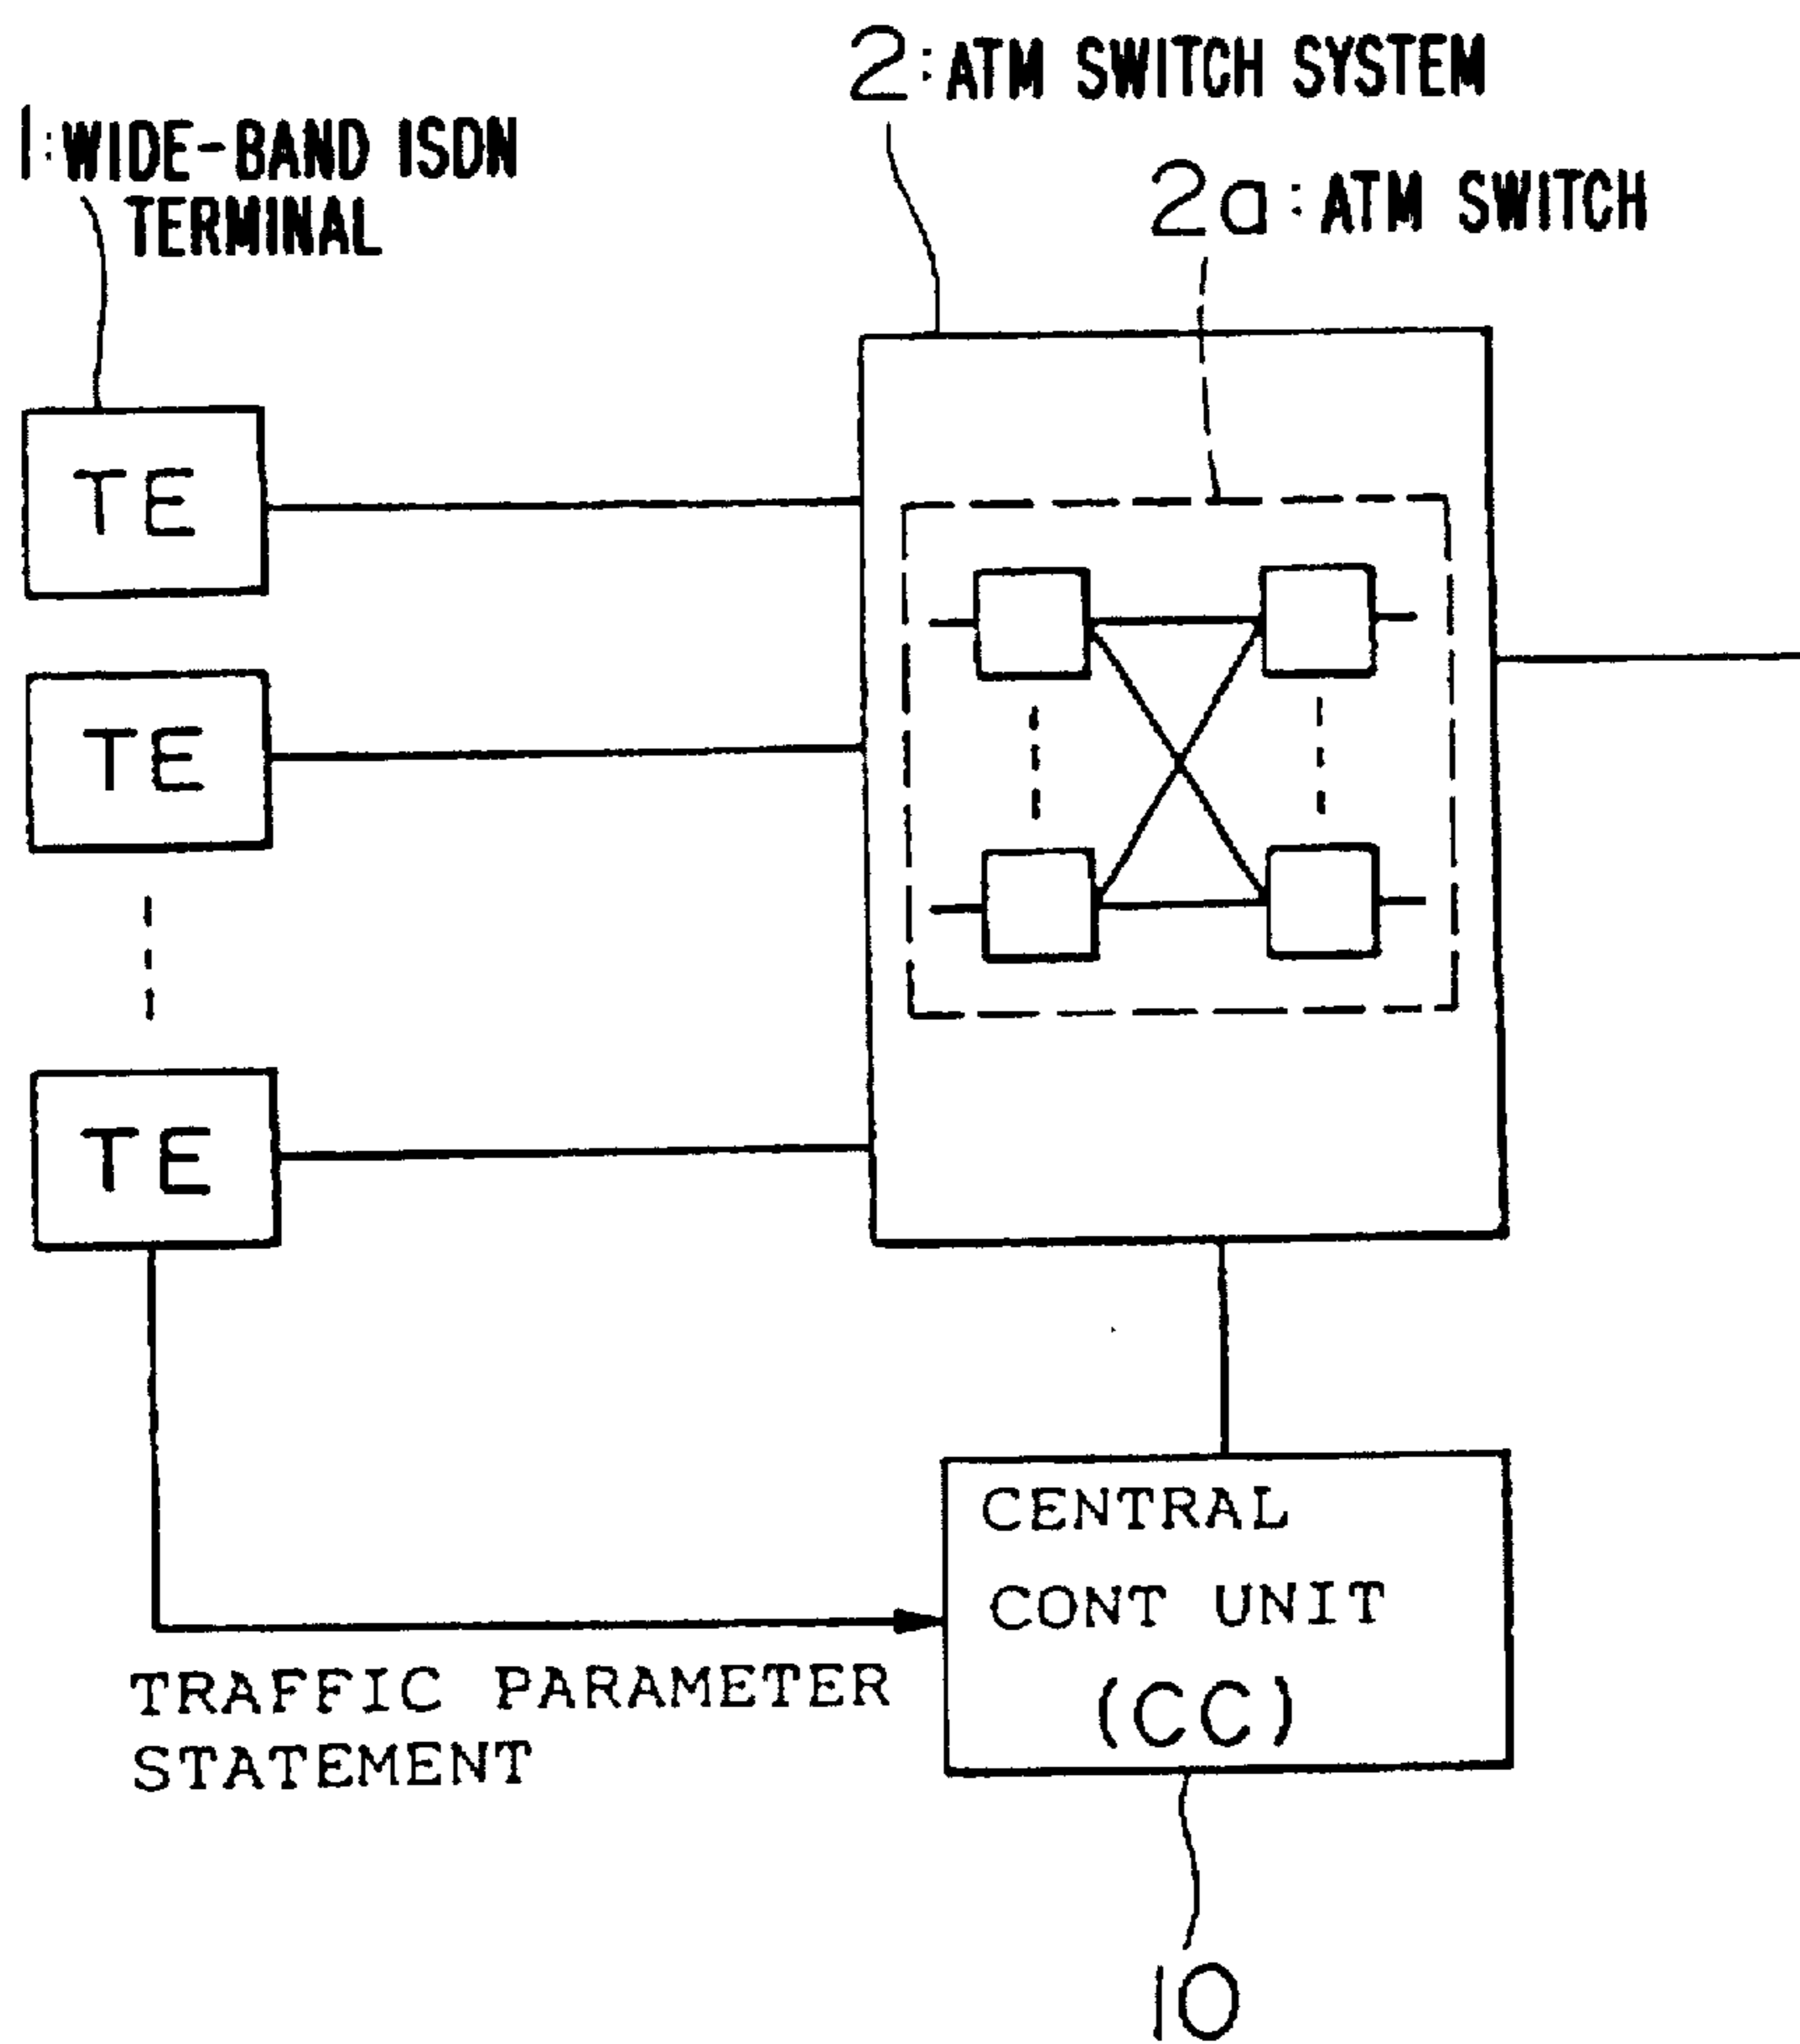 2:ATM SWITCH SYSTEM
1:WIDE-BAND ISDN
TERMINAL
2a:ATM SWITCH
TE
TE
TE
CENTRAL
CONT UNIT
(CC)
TRAFFIC PARAMETER
STATEMENT
10